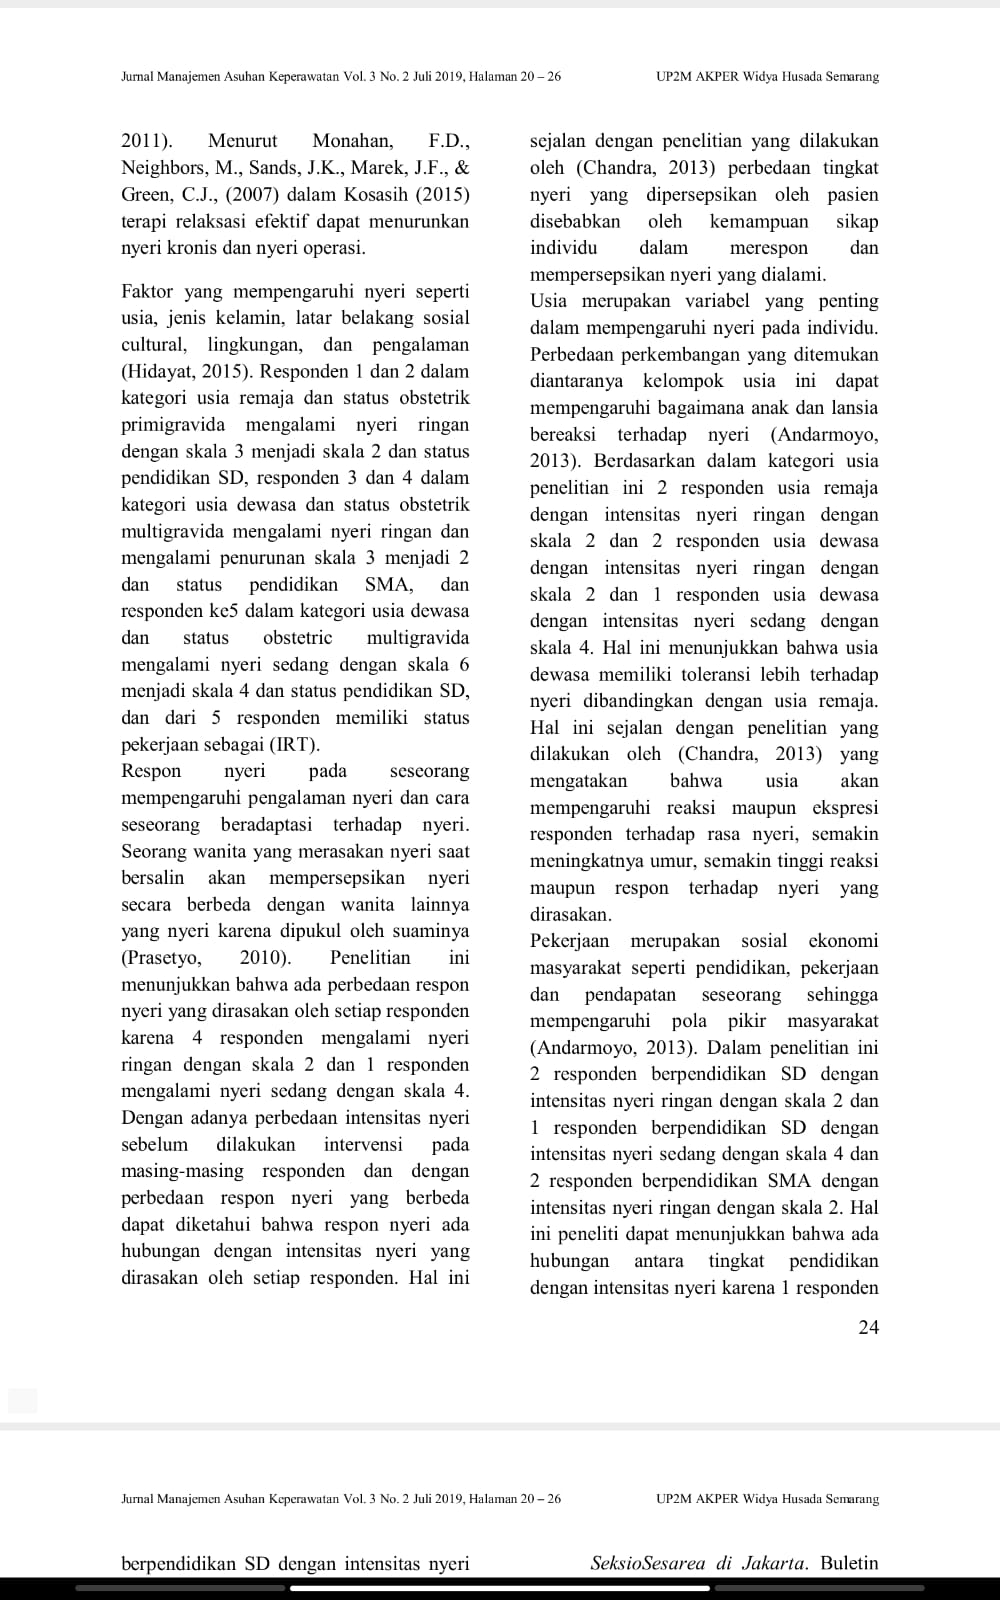 Jurnal Manajemen Asuhan Keperawatan Vol. 3 No. 2 Juli 2019, Halaman 20 – 26 UP2M AKPER Widya Husada Semarang
2011). Menurut Monahan, F.D.,
Neighbors, M., Sands, J.K., Marek, J.F., &
Green, C.J., (2007) dalam Kosasih (2015)
terapi relaksasi efektif dapat menurunkan
nyeri kronis dan nyeri operasi.
Faktor yang mempengaruhi nyeri seperti
usia, jenis kelamin, latar belakang sosial
cultural, lingkungan, dan pengalaman
(Hidayat, 2015). Responden 1 dan 2 dalam
kategori usia remaja dan status obstetrik
primigravida mengalami nyeri ringan
dengan skala 3 menjadi skala 2 dan status
pendidikan SD, responden 3 dan 4 dalam
kategori usia dewasa dan status obstetrik
multigravida mengalami nyeri ringan dan
mengalami penurunan skala 3 menjadi 2
dan status pendidikan SMA, dan
responden ke5 dalam kategori usia dewasa
dan status obstetric multigravida
mengalami nyeri sedang dengan skala 6
menjadi skala 4 dan status pendidikan SD,
dan dari 5 responden memiliki status
pekerjaan sebagai (IRT).
Respon nyeri pada seseorang
mempengaruhi pengalaman nyeri dan cara
seseorang beradaptasi terhadap nyeri.
Seorang wanita yang merasakan nyeri saat
bersalin akan mempersepsikan nyeri
secara berbeda dengan wanita lainnya
yang nyeri karena dipukul oleh suaminya
(Prasetyo, 2010). Penelitian ini
menunjukkan bahwa ada perbedaan respon
nyeri yang dirasakan oleh setiap responden
karena 4 responden mengalami nyeri
ringan dengan skala 2 dan 1 responden
mengalami nyeri sedang dengan skala 4.
Dengan adanya perbedaan intensitas nyeri
sebelum dilakukan intervensi pada
masing-masing responden dan dengan
perbedaan respon nyeri yang berbeda
dapat diketahui bahwa respon nyeri ada
hubungan dengan intensitas nyeri yang
dirasakan oleh setiap responden. Hal ini
sejalan dengan penelitian yang dilakukan
oleh (Chandra, 2013) perbedaan tingkat
nyeri yang dipersepsikan oleh pasien
disebabkan oleh kemampuan sikap
individu dalam merespon dan
mempersepsikan nyeri yang dialami.
Usia merupakan variabel yang penting
dalam mempengaruhi nyeri pada individu.
Perbedaan perkembangan yang ditemukan
diantaranya kelompok usia ini dapat
mempengaruhi bagaimana anak dan lansia
bereaksi terhadap nyeri (Andarmoyo,
2013). Berdasarkan dalam kategori usia
penelitian ini 2 responden usia remaja
dengan intensitas nyeri ringan dengan
skala 2 dan 2 responden usia dewasa
dengan intensitas nyeri ringan dengan
skala 2 dan 1 responden usia dewasa
dengan intensitas nyeri sedang dengan
skala 4. Hal ini menunjukkan bahwa usia
dewasa memiliki toleransi lebih terhadap
nyeri dibandingkan dengan usia remaja.
Hal ini sejalan dengan penelitian yang
dilakukan oleh (Chandra, 2013) yang
mengatakan bahwa usia akan
mempengaruhi reaksi maupun ekspresi
responden terhadap rasa nyeri, semakin
meningkatnya umur, semakin tinggi reaksi
maupun respon terhadap nyeri yang
dirasakan.
Pekerjaan merupakan sosial ekonomi
masyarakat seperti pendidikan, pekerjaan
dan pendapatan seseorang sehingga
mempengaruhi pola pikir masyarakat
(Andarmoyo, 2013). Dalam penelitian ini
2 responden berpendidikan SD dengan
intensitas nyeri ringan dengan skala 2 dan
1 responden berpendidikan SD dengan
intensitas nyeri sedang dengan skala 4 dan
2 responden berpendidikan SMA dengan
intensitas nyeri ringan dengan skala 2. Hal
ini peneliti dapat menunjukkan bahwa ada
hubungan antara tingkat pendidikan
dengan intensitas nyeri karena 1 responden
24
Jurnal Manajemen Asuhan Keperawatan Vol. 3 No. 2 Juli 2019, Halaman 20 – 26 UP2M AKPER Widya Husada Semarang
berpendidikan SD dengan intensitas nyeri
SeksioSesarea di Jakarta. Buletin